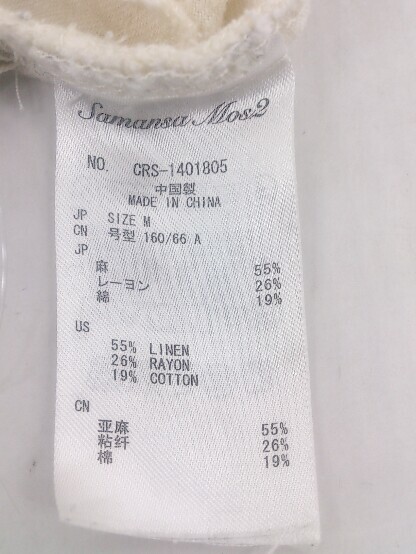 Samansa Mos2
NO. CRS-1401805
中国製
MADE IN CHINA
JP SIZE M
CN 号型 160/66 A
JP
麻 55%
レーヨン 26%
綿 19%
US
55% LINEN
26% RAYON
19% COTTON
CN
亚麻 55%
粘纤 26%
棉 19%